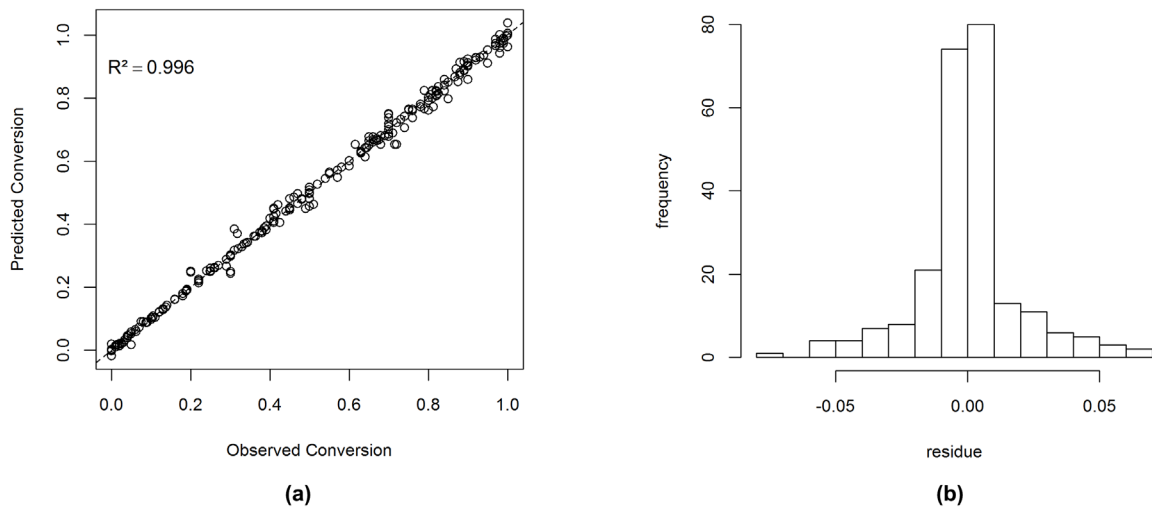 R² = 0.996
Predicted Conversion
1.0
0.8
0.6
0.4
0.2
0.0
0.0 0.2 0.4 0.6 0.8 1.0
Observed Conversion
(a)
frequency
80
60
40
20
0
-0.05 0.00 0.05
residue
(b)